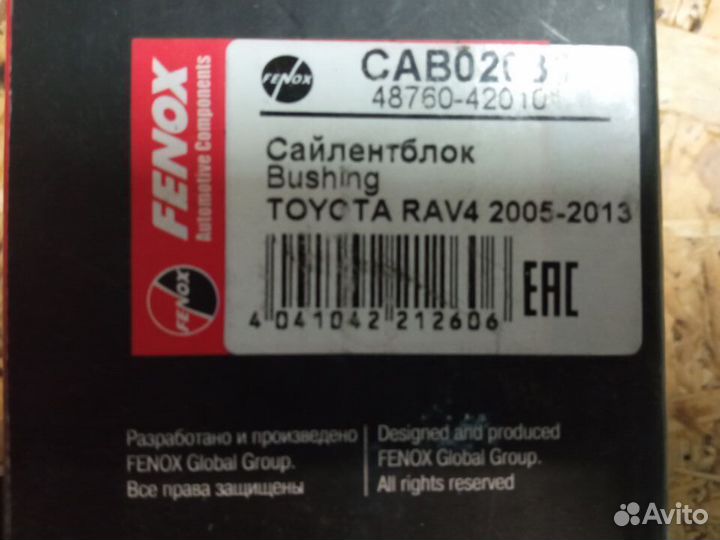 FENOX
Automotive Components
FENOX
FENOX
48760-42010
Сайлентблок
Bushing
TOYOTA RAV4 2005-2013
EAC
4 041042 212606
Разработано и произведено
FENOX Global Group.
Все права защищены
Designed and produced
FENOX Global Group.
All rights reserved
Avito